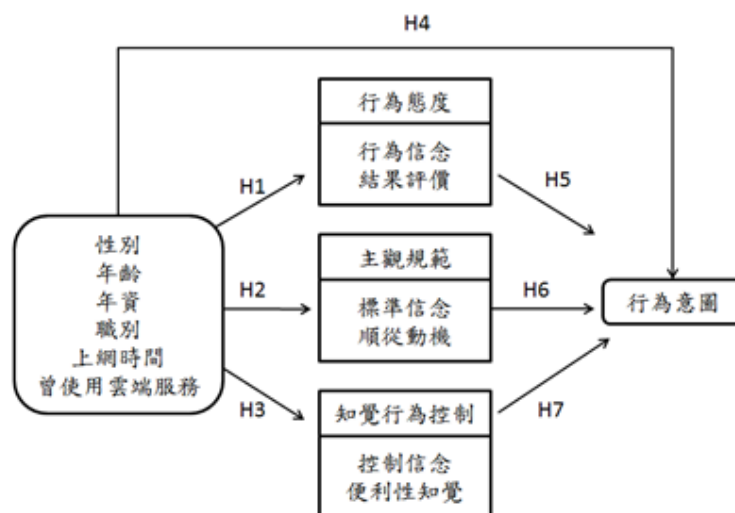 H4
行為態度
行為信念
結果評價
H1
H5
性別
年齡
年資
職別
上網時間
曾使用雲端服務
H2
主觀規範
標準信念
順從動機
H6
行為意圖
H3
知覺行為控制
控制信念
便利性知覺
H7